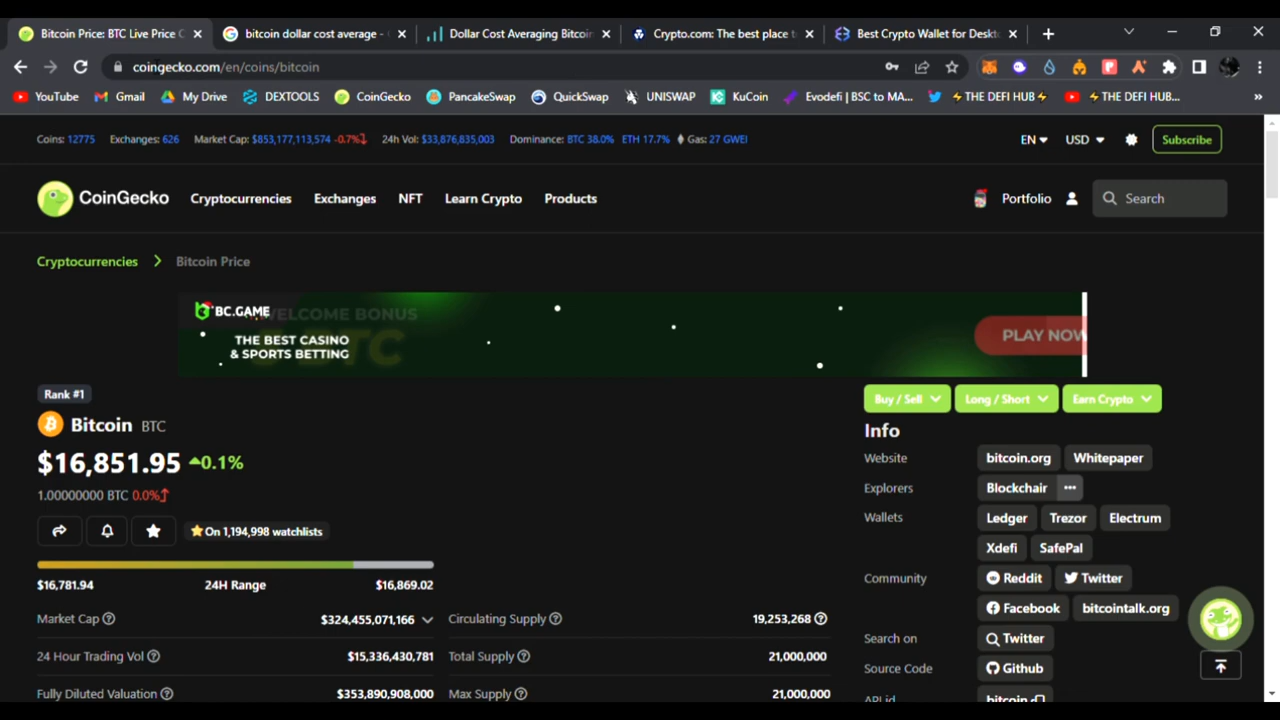 Bitcoin Price: BTC Live Price C
bitcoin dollar cost average -
Dollar Cost Averaging Bitcoin
Crypto.com: The best place t
Best Crypto Wallet for Deskt
coingecko.com/en/coins/bitcoin
YouTube
Gmail
My Drive
DEXTOOLS
CoinGecko
PancakeSwap
QuickSwap
UNISWAP
KuCoin
Evodefi | BSC to MA...
⚡THE DEFI HUB⚡
⚡THE DEFI HUB...
Coins: 12775 Exchanges: 626 Market Cap: $853,177,113,574 -0.7% 24h Vol: $33,876,835,003 Dominance: BTC 38.0% ETH 17.7% Gas: 27 GWEI
EN USD Subscribe
CoinGecko Cryptocurrencies Exchanges NFT Learn Crypto Products
Portfolio Search
Cryptocurrencies > Bitcoin Price
BC.GAME
WELCOME BONUS
THE BEST CASINO
& SPORTS BETTING
BTC
PLAY NOW
Rank #1
Bitcoin BTC
$16,851.95 0.1%
1.00000000 BTC 0.0%
On 1,194,998 watchlists
$16,781.94 24H Range $16,869.02
Market Cap $324,455,071,166
24 Hour Trading Vol $15,336,430,781
Fully Diluted Valuation $353,890,908,000
Circulating Supply 19,253,268
Total Supply 21,000,000
Max Supply 21,000,000
Buy / Sell Long / Short Earn Crypto
Info
Website bitcoin.org Whitepaper
Explorers Blockchair •••
Wallets Ledger Trezor Electrum
Xdefi SafePal
Community Reddit Twitter
Facebook bitcointalk.org
Search on Twitter
Source Code Github
API id bitcoin